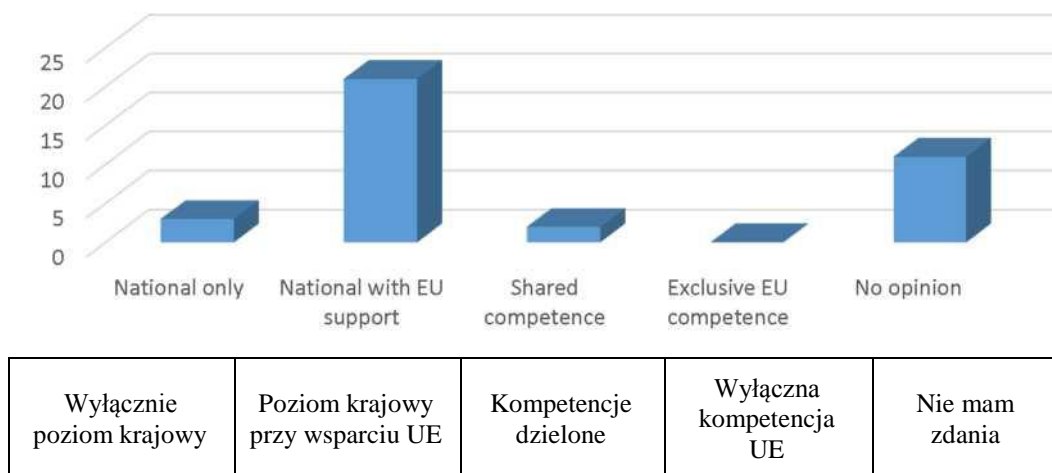 25
20
15
10
5
0
National only
National with EU
support
Shared
competence
Exclusive EU
competence
No opinion
Wyłącznie
poziom krajowy
Poziom krajowy
przy wsparciu UE
Kompetencje
dzielone
Wyłączna
kompetencja
UE
Nie mam
zdania